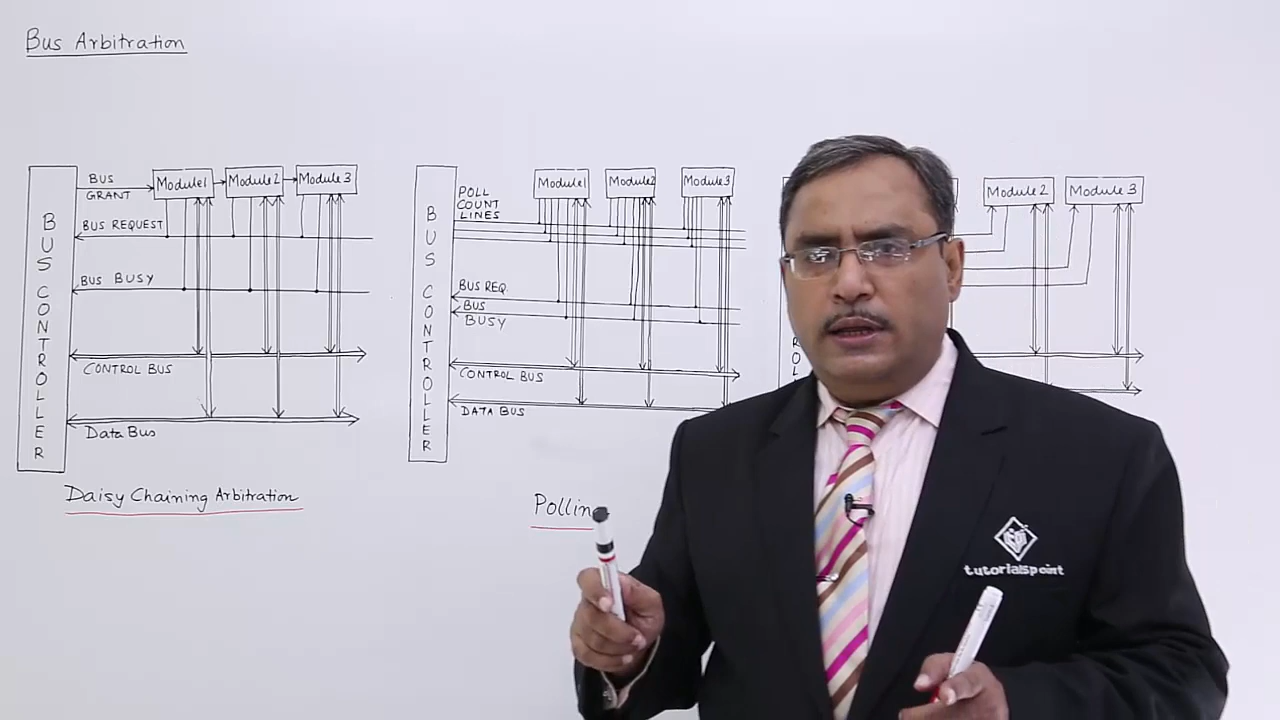 Bus Arbitration
BUS CONTROLLER
BUS
GRANT
Module1
Module2
Module3
BUS REQUEST
BUS BUSY
CONTROL BUS
Data Bus
Daisy Chaining Arbitration
BUS CONTROLLER
POLL
COUNT
LINES
Module1
Module2
Module3
BUS REQ.
BUS
BUSY
CONTROL BUS
DATA BUS
Module 2
Module 3
tutorialspoint